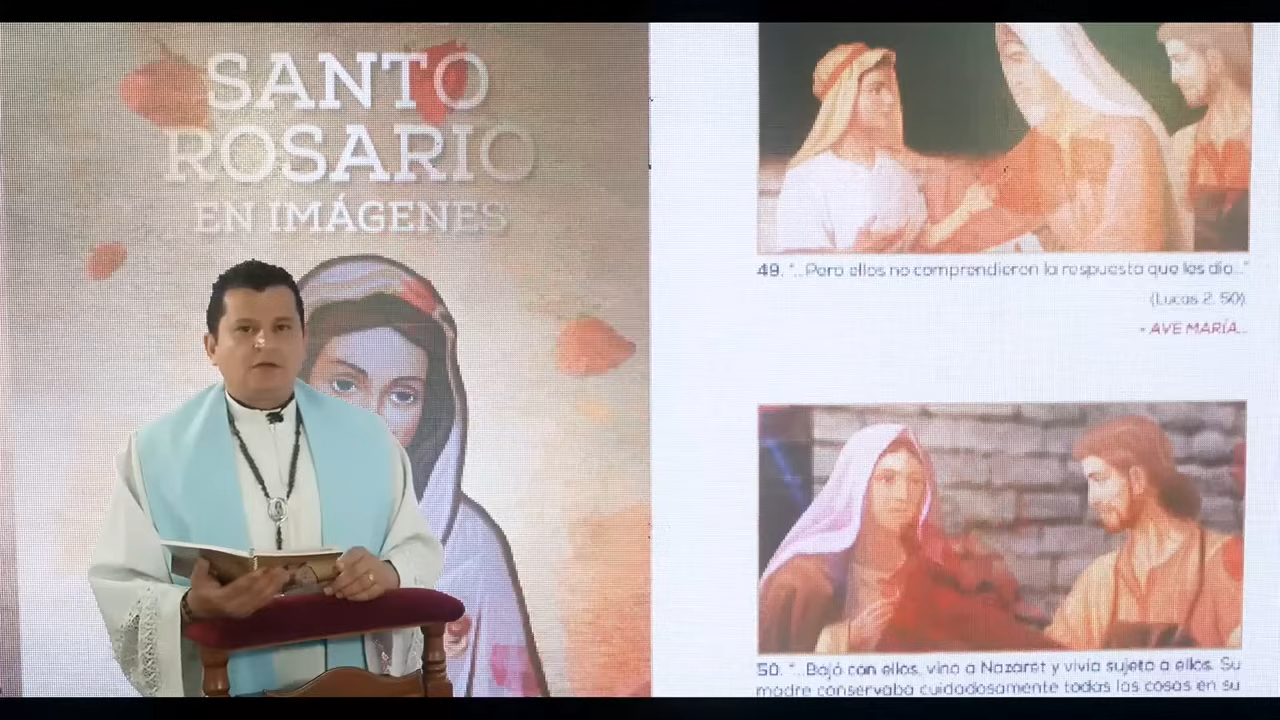 SANTO
ROSARIO
EN IMÁGENES
49. "...Pero ellos no comprendieron la respuesta que les dio..."
(Lucas 2, 50)
- AVE MARÍA...
50. "...Bajó con ellos, vino a Nazaret y vivía sujeto a ellos. Su
madre conservaba cuidadosamente todas las cosas en su